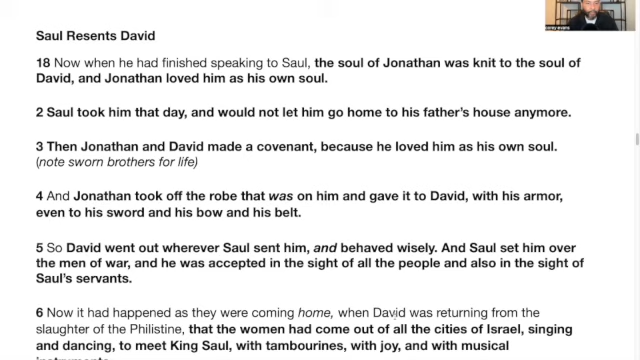 corey evans
Saul Resents David
18 Now when he had finished speaking to Saul, the soul of Jonathan was knit to the soul of
David, and Jonathan loved him as his own soul.
2 Saul took him that day, and would not let him go home to his father’s house anymore.
3 Then Jonathan and David made a covenant, because he loved him as his own soul.
(note sworn brothers for life)
4 And Jonathan took off the robe that was on him and gave it to David, with his armor,
even to his sword and his bow and his belt.
5 So David went out wherever Saul sent him, and behaved wisely. And Saul set him over
the men of war, and he was accepted in the sight of all the people and also in the sight of
Saul’s servants.
6 Now it had happened as they were coming home, when David was returning from the
slaughter of the Philistine, that the women had come out of all the cities of Israel, singing
and dancing, to meet King Saul, with tambourines, with joy, and with musical